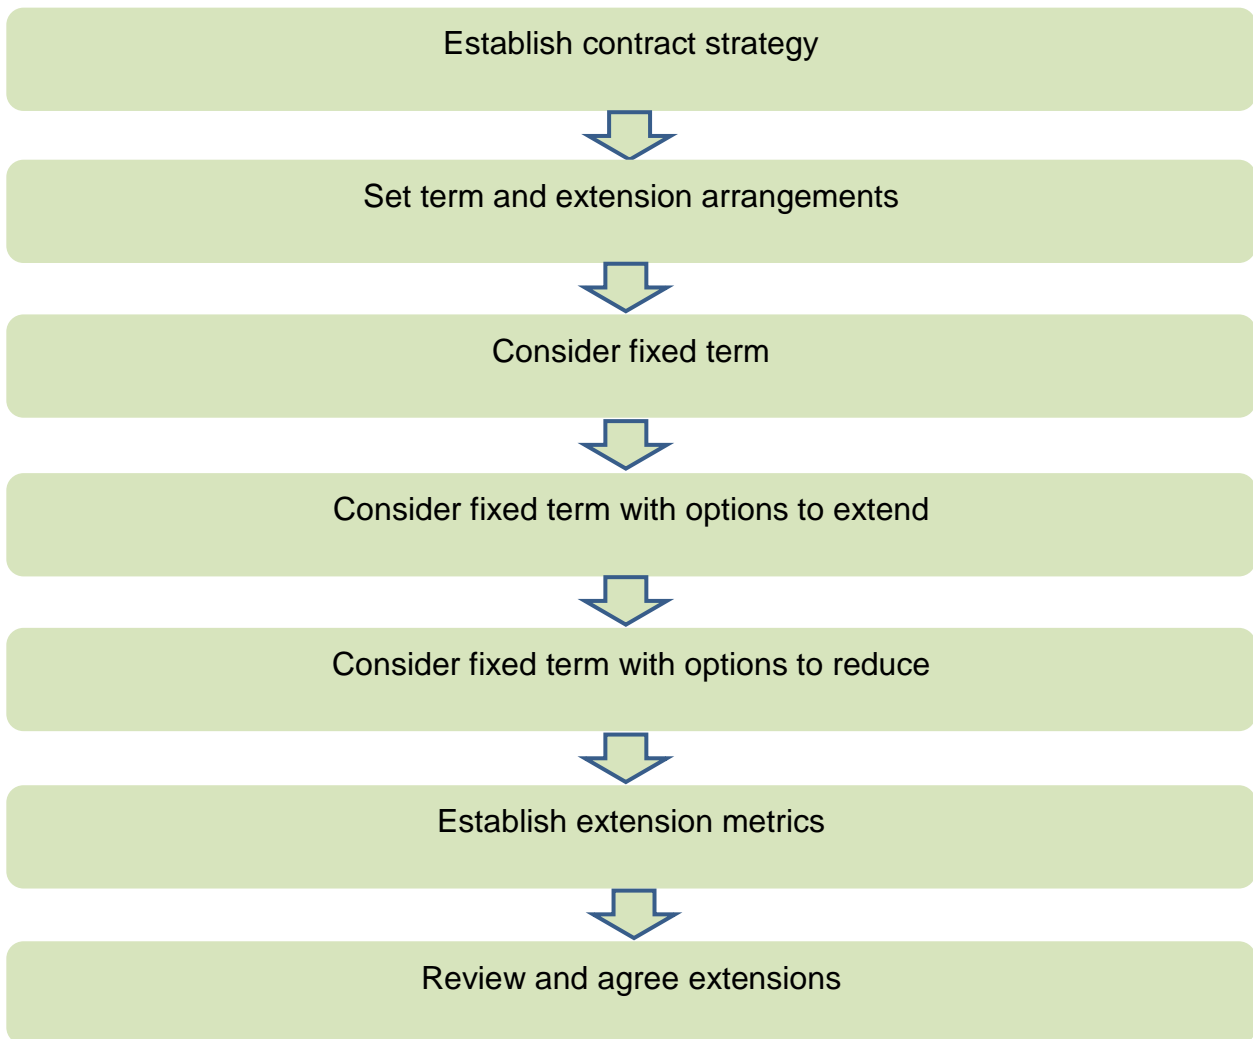 Establish contract strategy
Set term and extension arrangements
Consider fixed term
Consider fixed term with options to extend
Consider fixed term with options to reduce
Establish extension metrics
Review and agree extensions